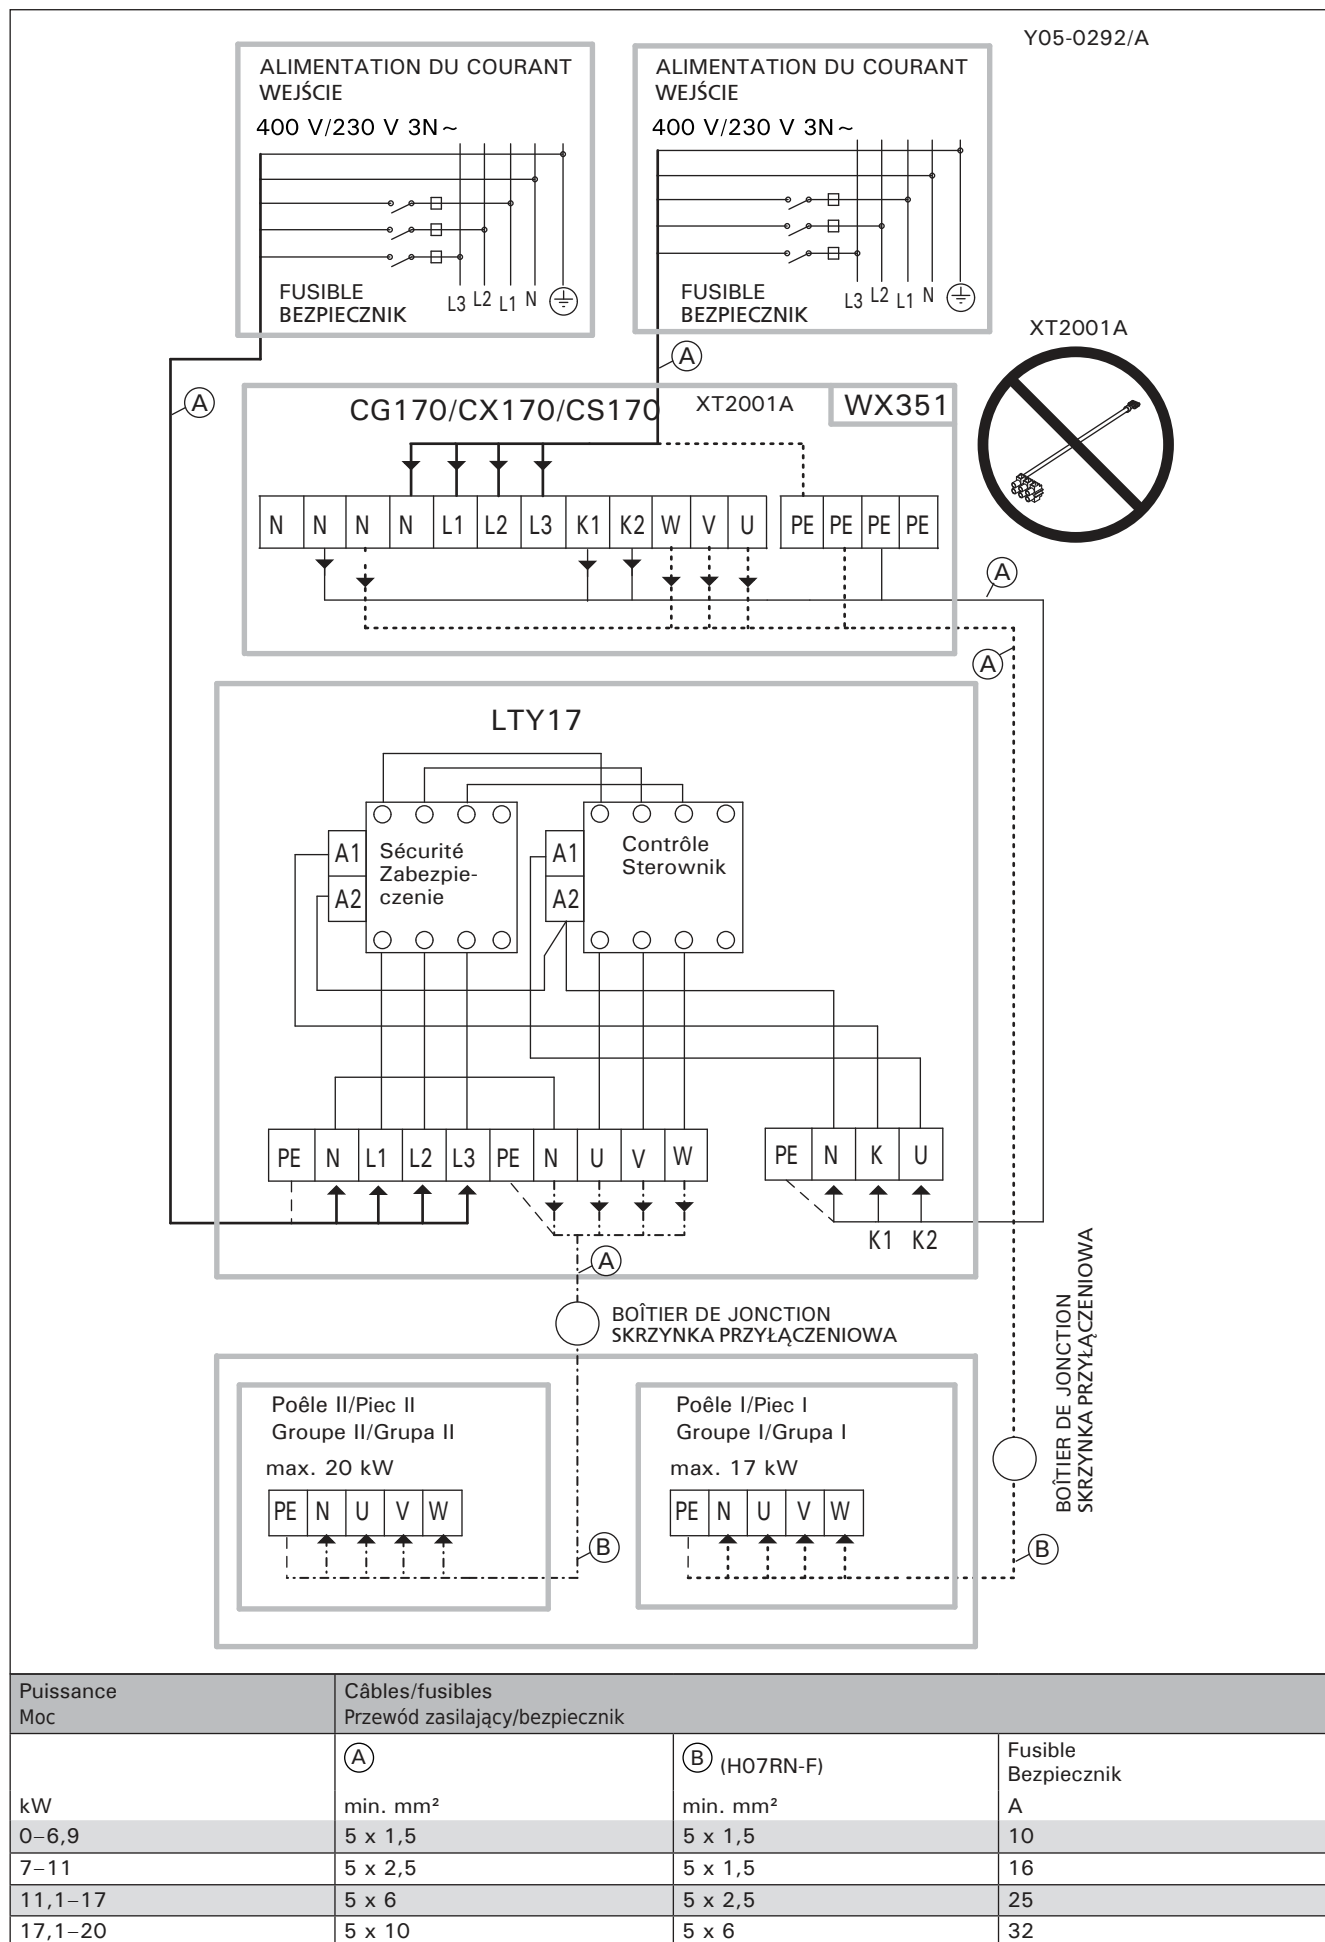 Y05-0292/A
ALIMENTATION DU COURANT
WEJŚCIE
400 V/230 V 3N~
FUSIBLE
BEZPIECZNIK
L3 L2 L1 N
ALIMENTATION DU COURANT
WEJŚCIE
400 V/230 V 3N~
FUSIBLE
BEZPIECZNIK
L3 L2 L1 N
XT2001A
A
A
CG170/CX170/CS170 XT2001A WX351
N N N N L1 L2 L3 K1 K2 W V U PE PE PE PE
A
A
LTY17
A1
A2
Sécurité
Zabezpie-
czenie
A1
A2
Contrôle
Sterownik
PE N L1 L2 L3 PE N U V W
PE N K U
K1 K2
A
BOÎTIER DE JONCTION
SKRZYNKA PRZYŁĄCZENIOWA
BOÎTIER DE JONCTION
SKRZYNKA PRZYŁĄCZENIOWA
Poêle II/Piec II
Groupe II/Grupa II
max. 20 kW
PE N U V W
B
Poêle I/Piec I
Groupe I/Grupa I
max. 17 kW
PE N U V W
B
Puissance
Moc
Câbles/fusibles
Przewód zasilający/bezpiecznik
A
B (H07RN-F)
Fusible
Bezpiecznik
kW min. mm² min. mm² A
0–6,9 5 x 1,5 5 x 1,5 10
7–11 5 x 2,5 5 x 1,5 16
11,1–17 5 x 6 5 x 2,5 25
17,1–20 5 x 10 5 x 6 32